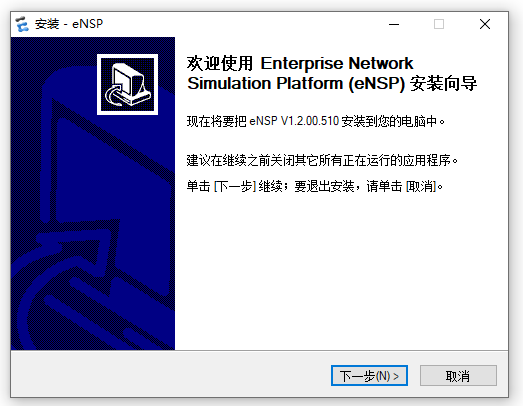 安装 - eNSP
欢迎使用 Enterprise Network
Simulation Platform (eNSP) 安装向导
现在将要把 eNSP V1.2.00.510 安装到您的电脑中。
建议在继续之前关闭其它所有正在运行的应用程序。
单击 [下一步] 继续；要退出安装，请单击 [取消]。
下一步(N) >
取消